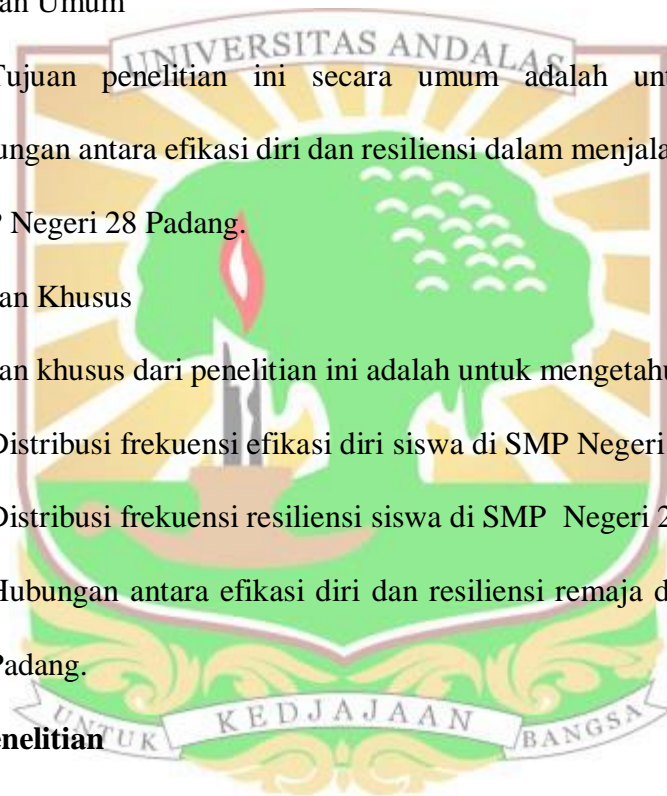 an Umum
UNIVERSITAS ANDALAS
Tujuan penelitian ini secara umum adalah unt
ungan antara efikasi diri dan resiliensi dalam menjala
P Negeri 28 Padang.
an Khusus
an khusus dari penelitian ini adalah untuk mengetahu
Distribusi frekuensi efikasi diri siswa di SMP Negeri
Distribusi frekuensi resiliensi siswa di SMP Negeri 2
Hubungan antara efikasi diri dan resiliensi remaja d
Padang.
UNTUK KEDJAJAAN BANGSA
enelitian